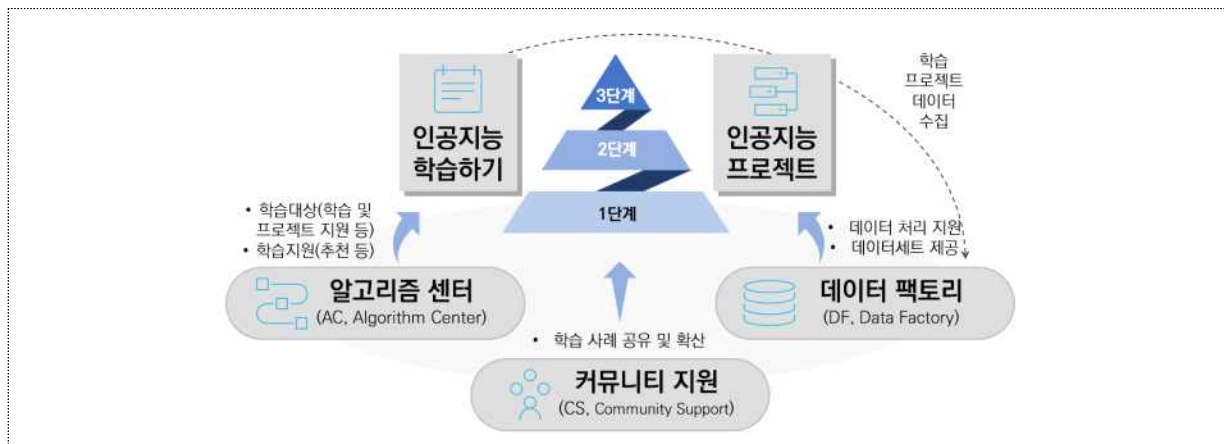 인공지능
학습하기
3단계
2단계
1단계
인공지능
프로젝트
학습
프로젝트
데이터
수집
• 학습대상(학습 및
프로젝트 지원 등)
• 학습지원(추천 등)
• 데이터 처리 지원
• 데이터세트 제공
알고리즘 센터
(AC, Algorithm Center)
데이터 팩토리
(DF, Data Factory)
• 학습 사례 공유 및 확산
커뮤니티 지원
(CS, Community Support)